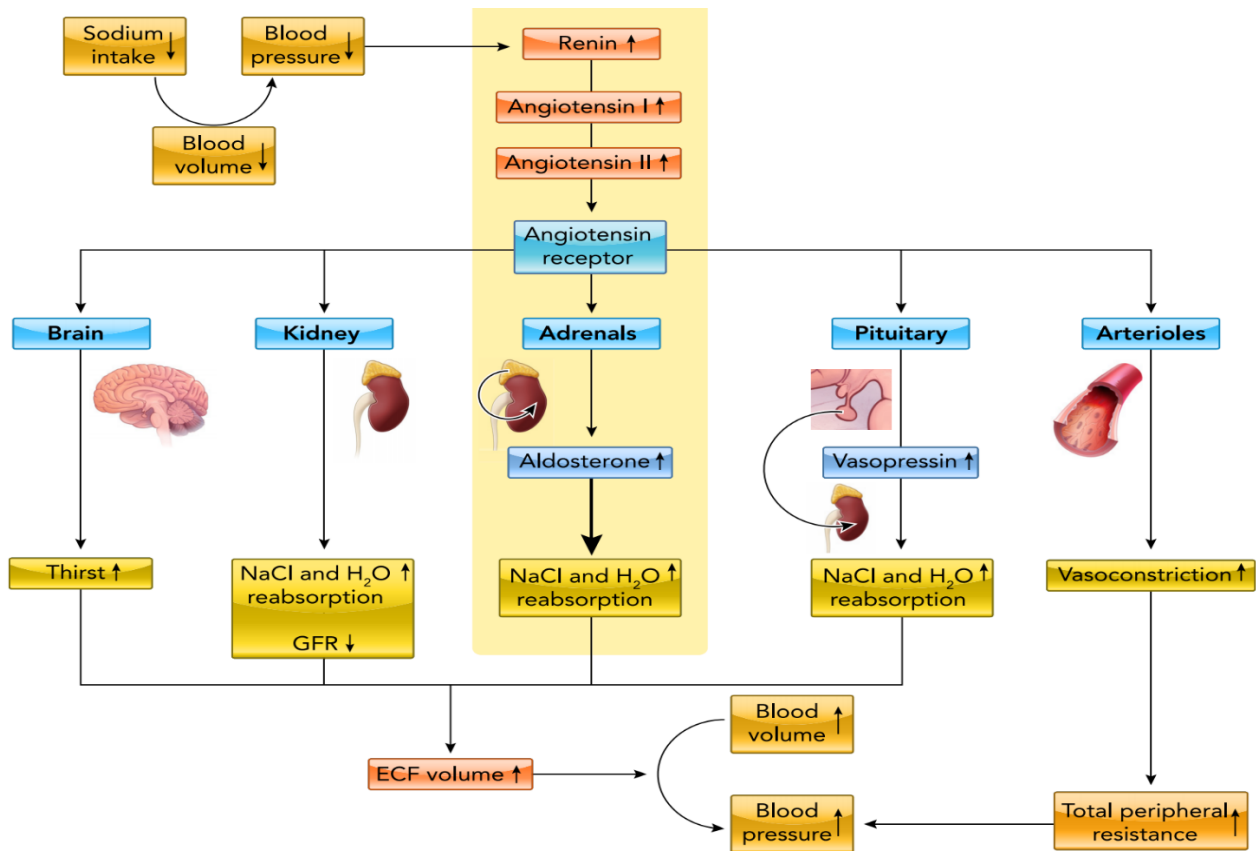 Sodium
intake ↓
Blood
pressure ↓
Blood
volume ↓
Renin ↑
Angiotensin I ↑
Angiotensin II ↑
Angiotensin
receptor
Brain
Kidney
Adrenals
Pituitary
Arterioles
Aldosterone ↑
Vasopressin ↑
Thirst ↑
NaCl and H₂O ↑
reabsorption
GFR ↓
NaCl and H₂O ↑
reabsorption
NaCl and H₂O ↑
reabsorption
Vasoconstriction ↑
ECF volume ↑
Blood
volume ↑
Blood
pressure ↑
Total peripheral
resistance ↑